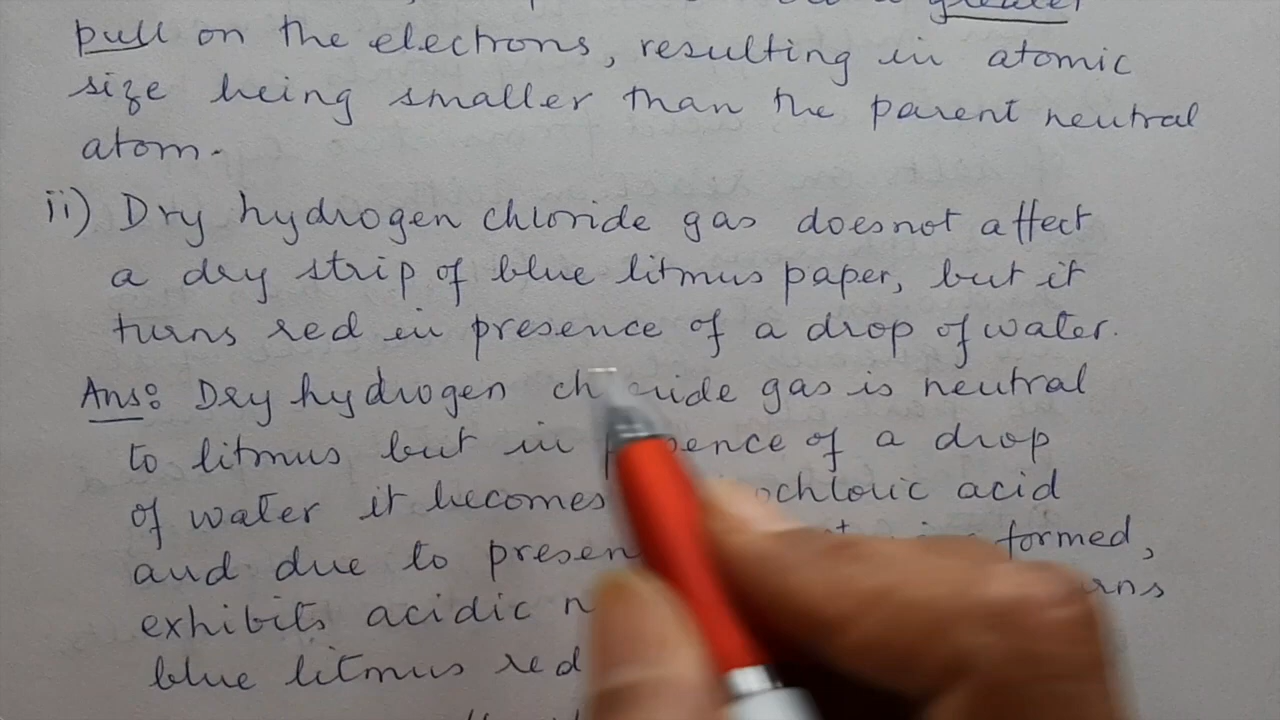 greater
pull on the electrons, resulting in atomic
size being smaller than the parent neutral
atom.
ii) Dry hydrogen chloride gas doesnot affect
a dry strip of blue litmus paper, but it
turns red in presence of a drop of water.
Ans: Dry hydrogen chloride gas is neutral
to litmus but in presence of a drop
of water it becomes acid
and due to formed,
exhibits acidic
blue litmus red